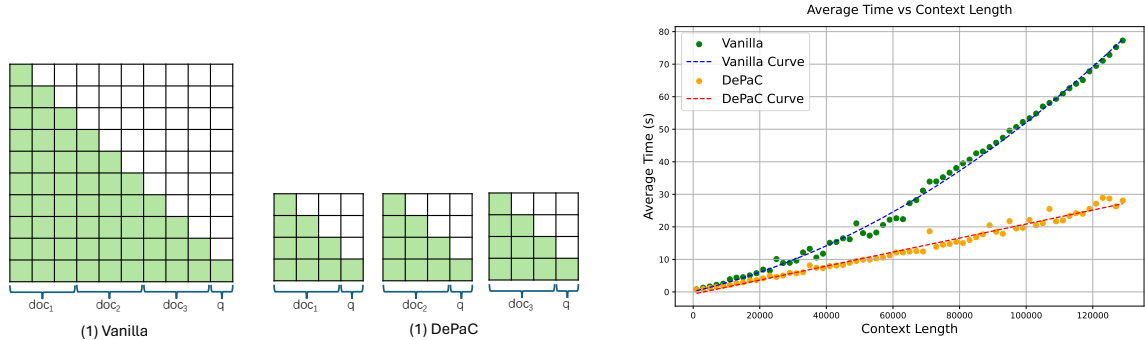 doc1 doc2 doc3 q
(1) Vanilla
doc1 q
doc2 q
doc3 q
(1) DePaC
Average Time vs Context Length
Vanilla
Vanilla Curve
DePaC
DePaC Curve
Average Time (s)
80
70
60
50
40
30
20
10
0
0 20000 40000 60000 80000 100000 120000
Context Length